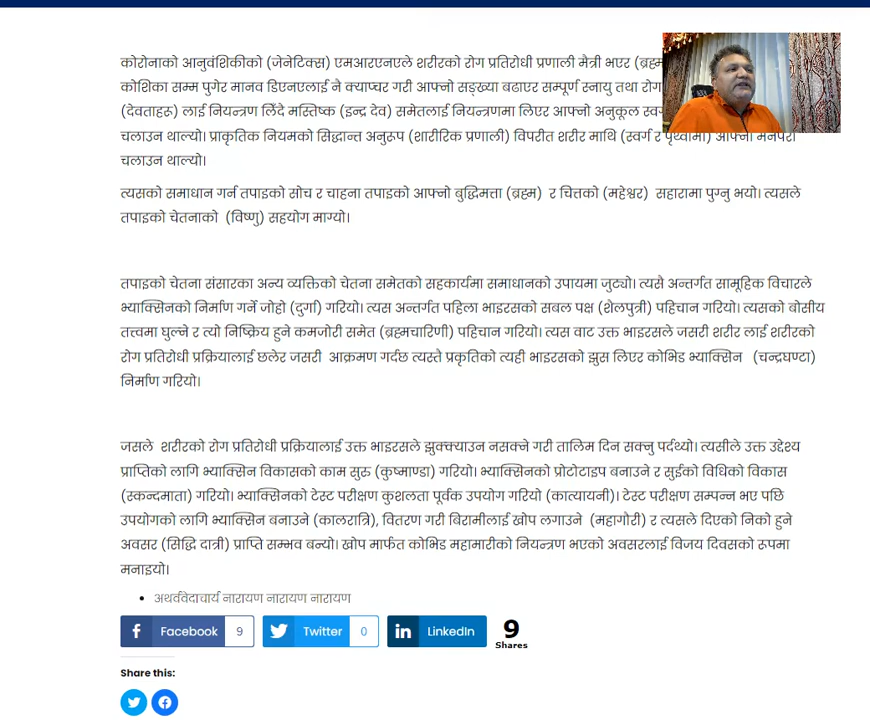 कोरोनाको आनुवंशिकीको (जेनेटिक्स) एमआरएनएले शरीरको रोग प्रतिरोधी प्रणाली मैत्री भएर (ब्रह्म
कोशिका सम्म पुगेर मानव डिएनएलाई नै क्याप्चर गरी आफ्नो सङ्ख्या बढाएर सम्पूर्ण स्नायु तथा रोग
(देवताहरू) लाई नियन्त्रण लिँदै मस्तिष्क (इन्द्र देव) समेतलाई नियन्त्रणमा लिएर आफ्नो अनुकूल
चलाउन थाल्यो। प्राकृतिक नियमको सिद्धान्त अनुरूप (शारीरिक प्रणाली) विपरीत शरीर माथि (स्वर्ग र पृथ्वीमा) आफ्नो मनपरी
चलाउन थाल्यो।
त्यसको समाधान गर्न तपाइको सोच र चाहना तपाइको आफ्नो बुद्धिमत्ता (ब्रह्म) र चित्तको (महेश्वर) सहारामा पुग्नु भयो। त्यसले
तपाइको चेतनाको (विष्णु) सहयोग माग्यो।
तपाइको चेतना संसारका अन्य व्यक्तिको चेतना समेतको सहकार्यमा समाधानको उपायमा जुट्यो। त्यसै अन्तर्गत सामूहिक विचारले
भ्याक्सिनको निर्माण गर्ने जोहो (दुर्गा) गरियो। त्यस अन्तर्गत पहिला भाइरसको सबल पक्ष (शेलपुत्री) पहिचान गरियो। त्यसको बोसीय
तत्त्वमा घुल्ने र त्यो निष्क्रिय हुने कमजोरी समेत (ब्रह्मचारिणी) पहिचान गरियो। त्यस वाट उक्त भाइरसले जसरी शरीर लाई शरीरको
रोग प्रतिरोधी प्रक्रियालाई छलेर जसरी आक्रमण गर्दछ त्यस्तै प्रकृतिको त्यही भाइरसको झुस लिएर कोभिड भ्याक्सिन (चन्द्रघण्टा)
निर्माण गरियो।
जसले शरीरको रोग प्रतिरोधी प्रक्रियालाई उक्त भाइरसले झुक्क्याउन नसक्ने गरी तालिम दिन सक्नु पर्दथ्यो। त्यसीले उक्त उद्देश्य
प्राप्तिको लागि भ्याक्सिन विकासको काम सुरु (कुष्माण्डा) गरियो। भ्याक्सिनको प्रोटोटाइप बनाउने र सुईको विधिको विकास
(स्कन्दमाता) गरियो। भ्याक्सिनको टेस्ट परीक्षण कुशलता पूर्वक उपयोग गरियो (कात्यायनी)। टेस्ट परीक्षण सम्पन्न भए पछि
उपयोगको लागि भ्याक्सिन बनाउने (कालरात्रि), वितरण गरी बिरामीलाई खोप लगाउने (महागौरी) र त्यसले दिएको निको हुने
अवसर (सिद्धि दात्री) प्राप्ति सम्भव बन्यो। खोप मार्फत कोभिड महामारीको नियन्त्रण भएको अवसरलाई विजय दिवसको रूपमा
मनाइयो।
• अथर्ववेदाचार्य नारायण नारायण नारायण
Facebook 9 Twitter 0 LinkedIn 9
Shares
Share this: